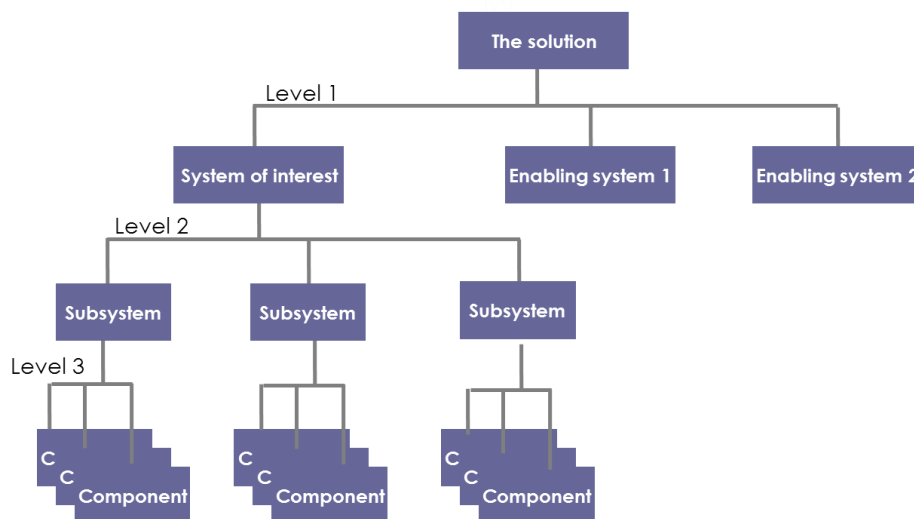 The solution
Level 1
System of interest
Enabling system 1
Enabling system 2
Level 2
Subsystem
Subsystem
Subsystem
Level 3
C
C
C
C
C
C
Component
Component
Component